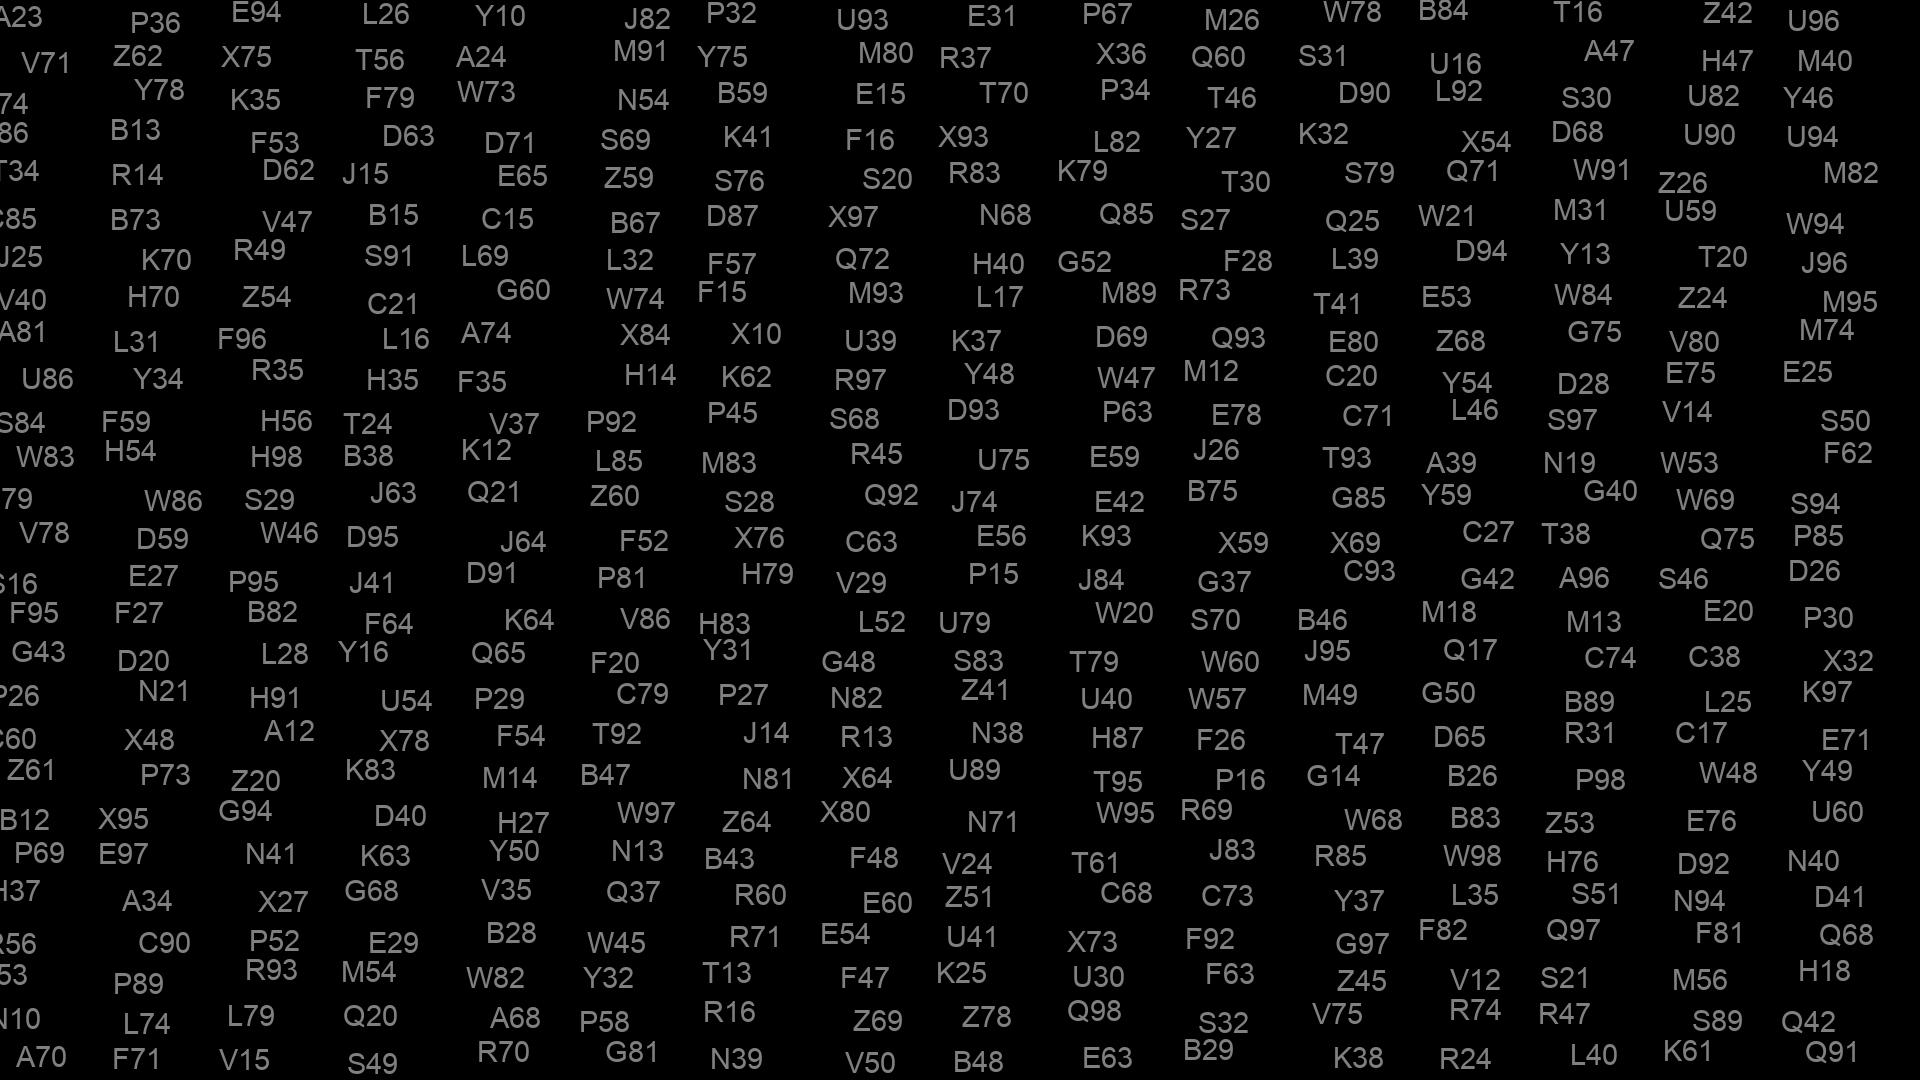 A23 P36 E94 L26 Y10 J82 P32 U93 E31 P67 M26 W78 B84 T16 Z42 U96
V71 Z62 X75 T56 A24 M91 Y75 M80 R37 X36 Q60 S31 U16 A47 H47 M40
74 Y78 K35 F79 W73 N54 B59 E15 T70 P34 T46 D90 L92 S30 U82 Y46
86 B13 F53 D63 D71 S69 K41 F16 X93 L82 Y27 K32 X54 D68 U90 U94
T34 R14 D62 J15 E65 Z59 S76 S20 R83 K79 T30 S79 Q71 W91 Z26 M82
C85 B73 V47 B15 C15 B67 D87 X97 N68 Q85 S27 Q25 W21 M31 U59 W94
J25 K70 R49 S91 L69 L32 F57 Q72 H40 G52 F28 L39 D94 Y13 T20 J96
V40 H70 Z54 C21 G60 W74 F15 M93 L17 M89 R73 T41 E53 W84 Z24 M95
A81 L31 F96 L16 A74 X84 X10 U39 K37 D69 Q93 E80 Z68 G75 V80 M74
U86 Y34 R35 H35 F35 H14 K62 R97 Y48 W47 M12 C20 Y54 D28 E75 E25
S84 F59 H56 T24 V37 P92 P45 S68 D93 P63 E78 C71 L46 S97 V14 S50
W83 H54 H98 B38 K12 L85 M83 R45 U75 E59 J26 T93 A39 N19 W53 F62
79 W86 S29 J63 Q21 Z60 S28 Q92 J74 E42 B75 G85 Y59 G40 W69 S94
V78 D59 W46 D95 J64 F52 X76 C63 E56 K93 X59 X69 C27 T38 Q75 P85
S16 E27 P95 J41 D91 P81 H79 V29 P15 J84 G37 C93 G42 A96 S46 D26
F95 F27 B82 F64 K64 V86 H83 L52 U79 W20 S70 B46 M18 M13 E20 P30
G43 D20 L28 Y16 Q65 F20 Y31 G48 S83 T79 W60 J95 Q17 C74 C38 X32
P26 N21 H91 U54 P29 C79 P27 N82 Z41 U40 W57 M49 G50 B89 L25 K97
C60 X48 A12 X78 F54 T92 J14 R13 N38 H87 F26 T47 D65 R31 C17 E71
Z61 P73 Z20 K83 M14 B47 N81 X64 U89 T95 P16 G14 B26 P98 W48 Y49
B12 X95 G94 D40 H27 W97 Z64 X80 N71 W95 R69 W68 B83 Z53 E76 U60
P69 E97 N41 K63 Y50 N13 B43 F48 V24 T61 J83 R85 W98 H76 D92 N40
H37 A34 X27 G68 V35 Q37 R60 E60 Z51 C68 C73 Y37 L35 S51 N94 D41
R56 C90 P52 E29 B28 W45 R71 E54 U41 X73 F92 G97 F82 Q97 F81 Q68
53 P89 R93 M54 W82 Y32 T13 F47 K25 U30 F63 Z45 V12 S21 M56 H18
N10 L74 L79 Q20 A68 P58 R16 Z69 Z78 Q98 S32 V75 R74 R47 S89 Q42
A70 F71 V15 S49 R70 G81 N39 V50 B48 E63 B29 K38 R24 L40 K61 Q91